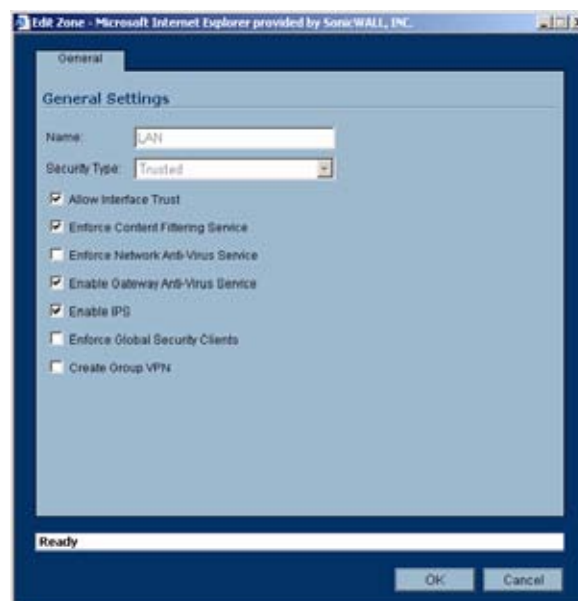 Edit Zone - Microsoft Internet Explorer provided by SonicWALL, INC.
General
General Settings
Name: LAN
Security Type: Trusted
Allow Interface Trust
Enforce Content Filtering Service
Enforce Network Anti-Virus Service
Enable Gateway Anti-Virus Service
Enable IPS
Enforce Global Security Clients
Create Group VPN
Ready
OK Cancel